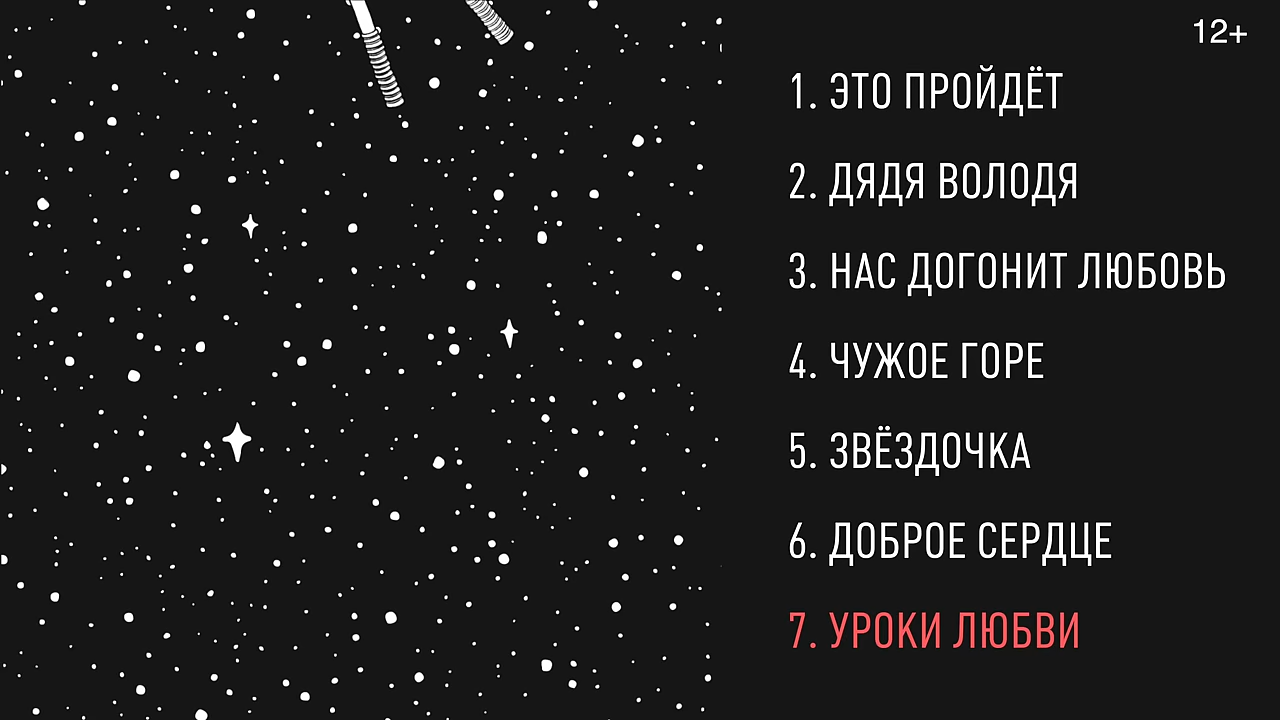 12+
1. ЭТО ПРОЙДЁТ
2. ДЯДЯ ВОЛОДЯ
3. НАС ДОГОНИТ ЛЮБОВЬ
4. ЧУЖОЕ ГОРЕ
5. ЗВЁЗДОЧКА
6. ДОБРОЕ СЕРДЦЕ
7. УРОКИ ЛЮБВИ